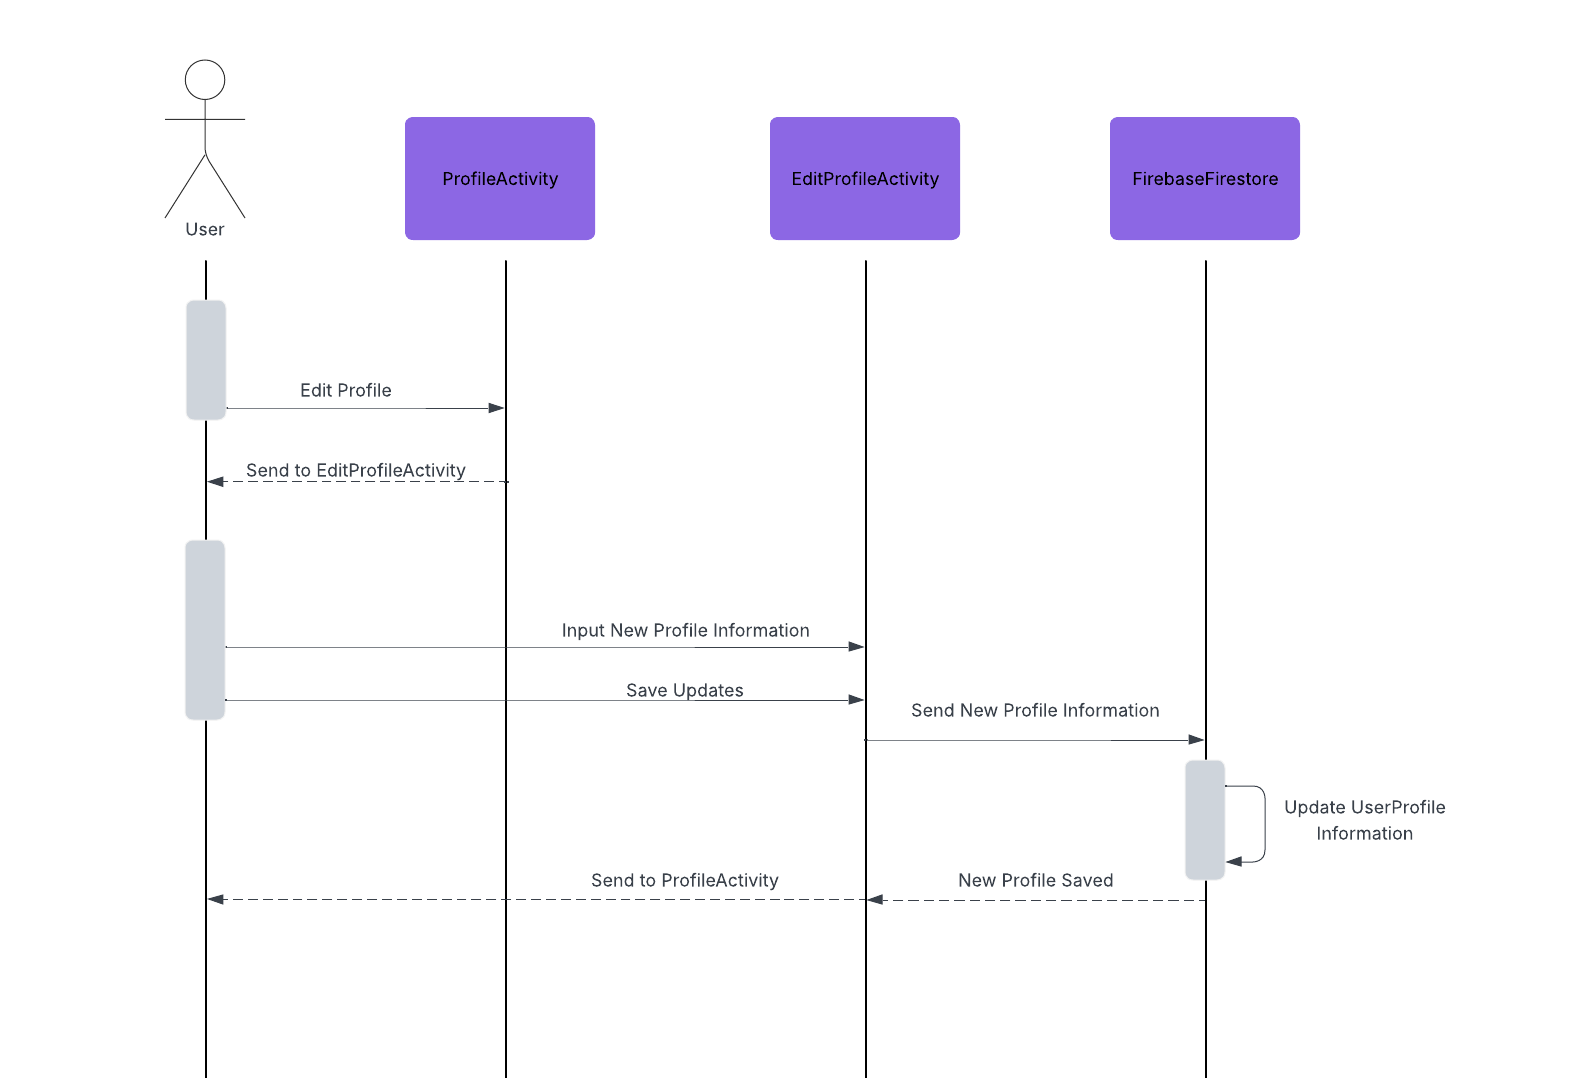 User
ProfileActivity
EditProfileActivity
FirebaseFirestore
Edit Profile
Send to EditProfileActivity
Input New Profile Information
Save Updates
Send New Profile Information
Update UserProfile
Information
Send to ProfileActivity
New Profile Saved